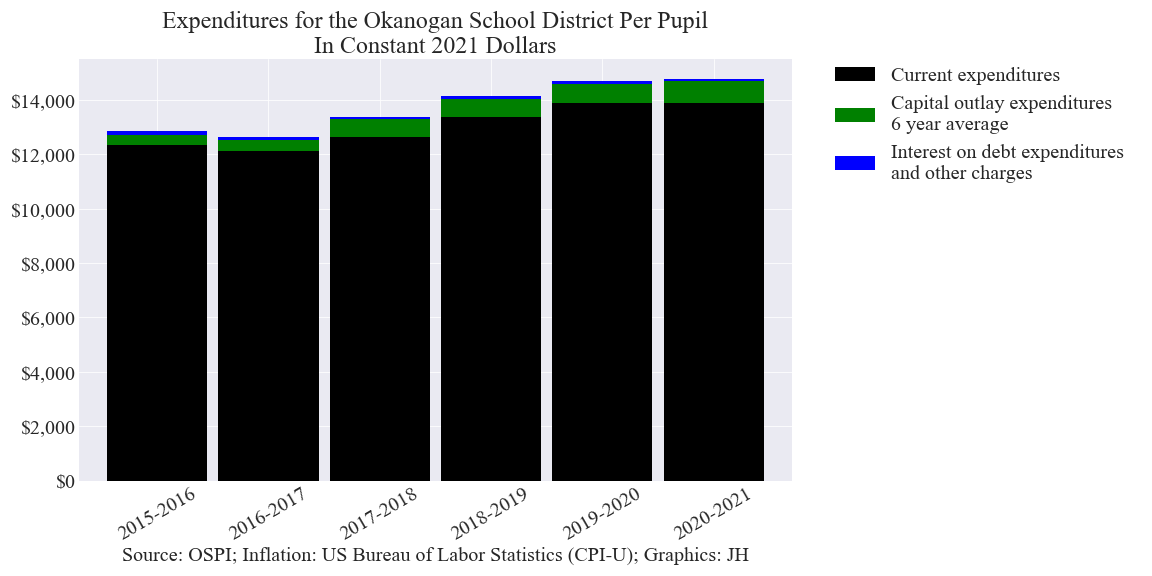 Expenditures for the Okanogan School District Per Pupil
In Constant 2021 Dollars
$14,000
$12,000
$10,000
$8,000
$6,000
$4,000
$2,000
$0
2015-2016
2016-2017
2017-2018
2018-2019
2019-2020
2020-2021
Source: OSPI; Inflation: US Bureau of Labor Statistics (CPI-U); Graphics: JH
Current expenditures
Capital outlay expenditures
6 year average
Interest on debt expenditures
and other charges